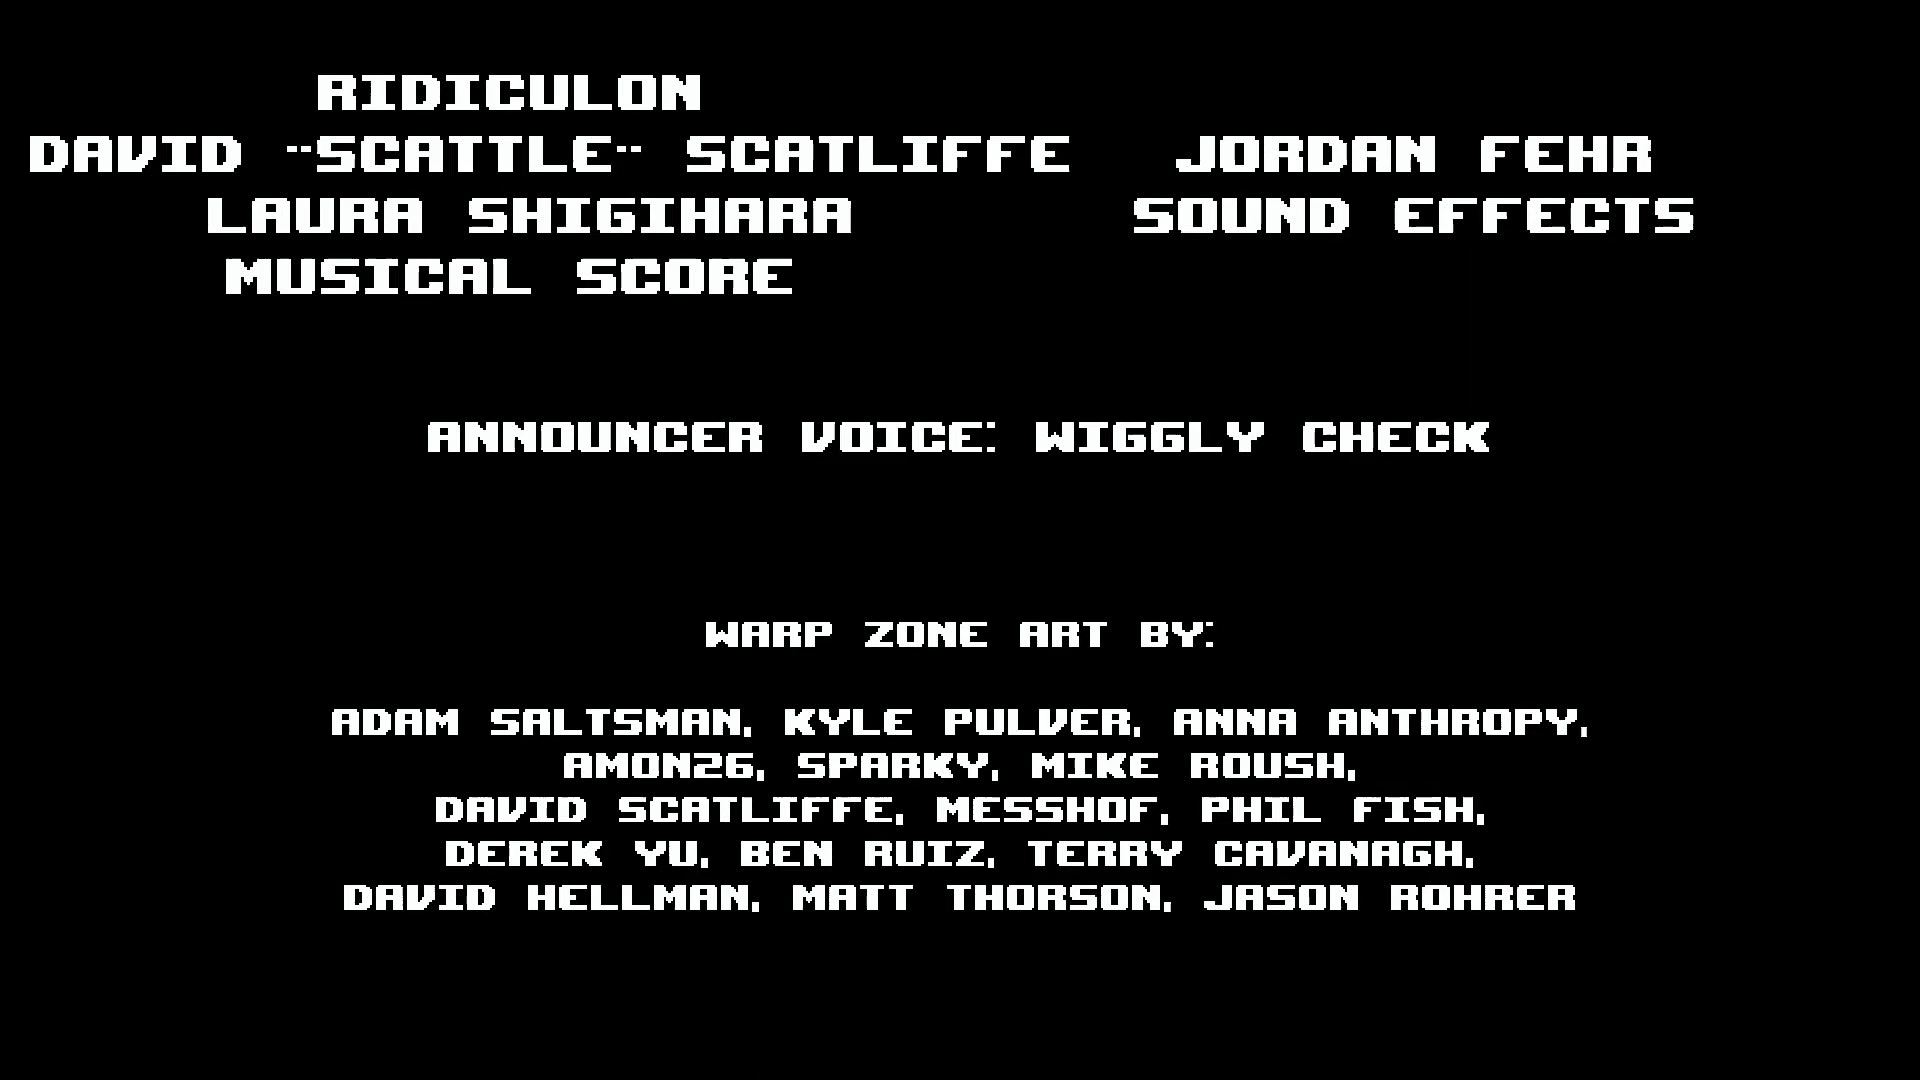 RIDICULON
DAVID "SCATTLE" SCATLIFFE
LAURA SHIGIHARA
MUSICAL SCORE
JORDAN FEHR
SOUND EFFECTS
ANNOUNCER VOICE: WIGGLY CHECK
WARP ZONE ART BY:
ADAM SALTSMAN, KYLE PULVER, ANNA ANTHROPY,
AMON26, SPARKY, MIKE ROUSH,
DAVID SCATLIFFE, MESSHOF, PHIL FISH,
DEREK YU, BEN RUIZ, TERRY CAVANAGH,
DAVID HELLMAN, MATT THORSON, JASON ROHRER